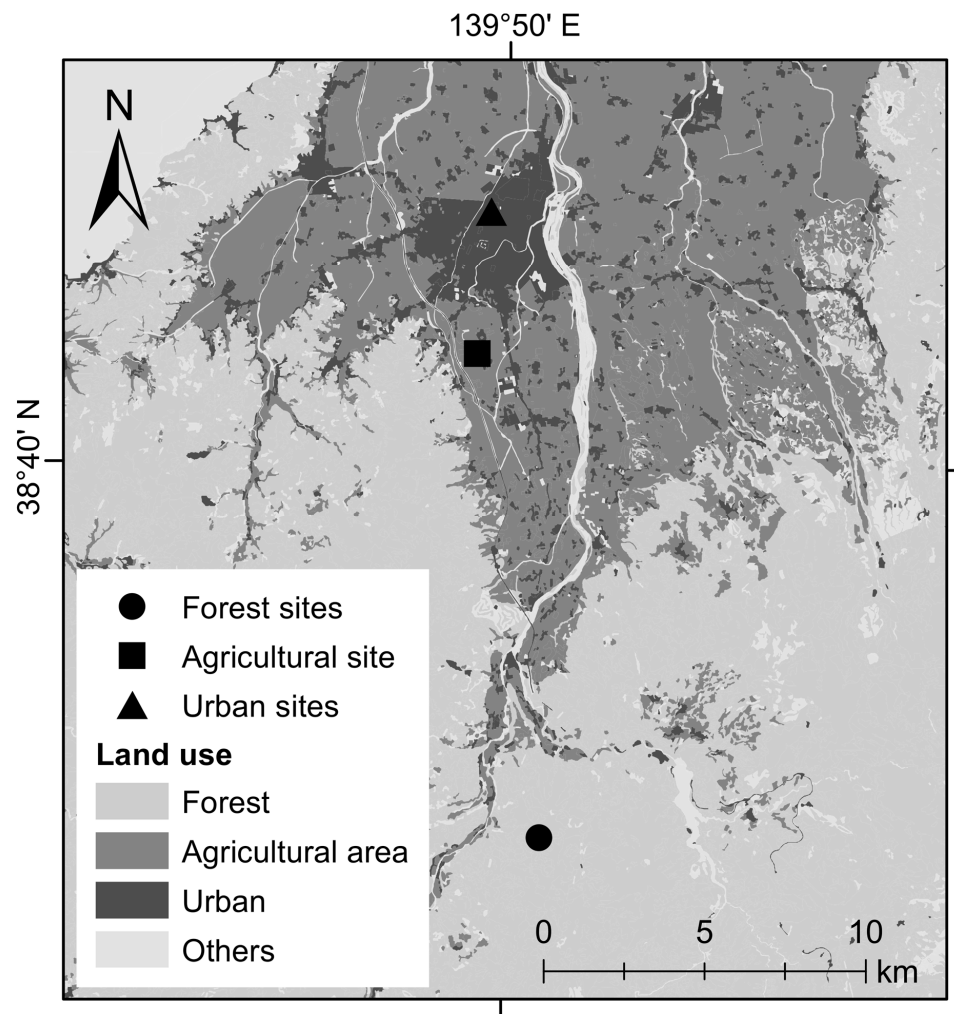 139°50' E
N
38°40' N
Forest sites
Agricultural site
Urban sites
Land use
Forest
Agricultural area
Urban
Others
0 5 10
km